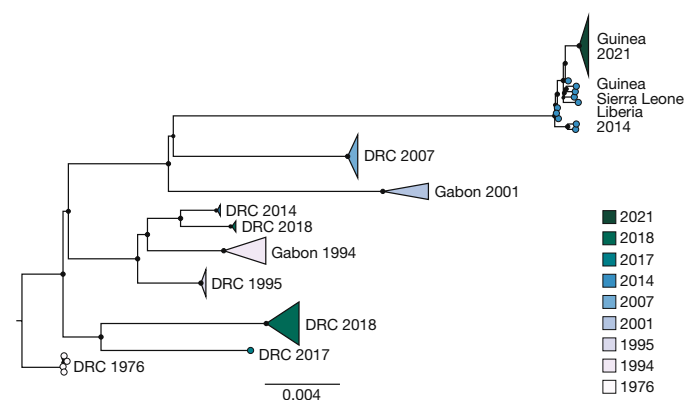 Guinea
2021
Guinea
Sierra Leone
Liberia
2014
DRC 2007
Gabon 2001
DRC 2014
DRC 2018
Gabon 1994
DRC 1995
DRC 2018
DRC 2017
DRC 1976
0.004
2021
2018
2017
2014
2007
2001
1995
1994
1976